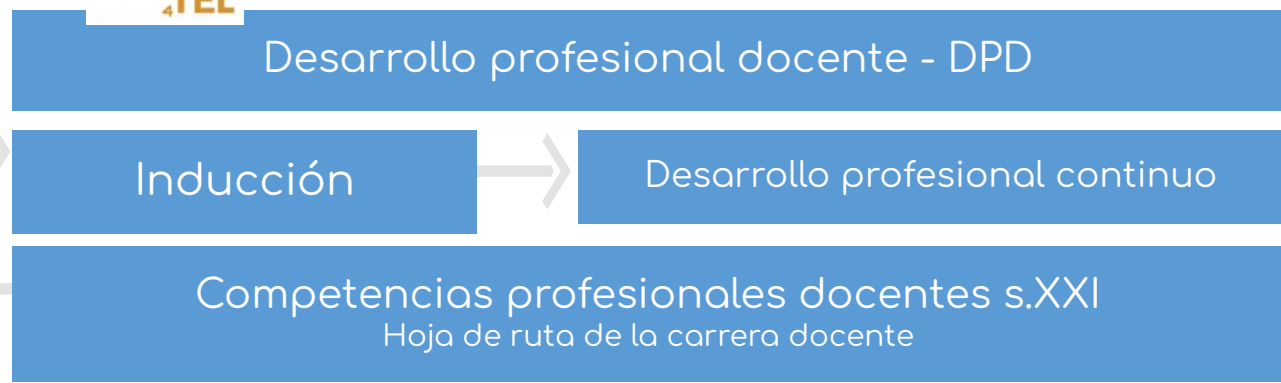 4TEL
Desarrollo profesional docente - DPD
Inducción
Desarrollo profesional continuo
Competencias profesionales docentes s.XXI
Hoja de ruta de la carrera docente